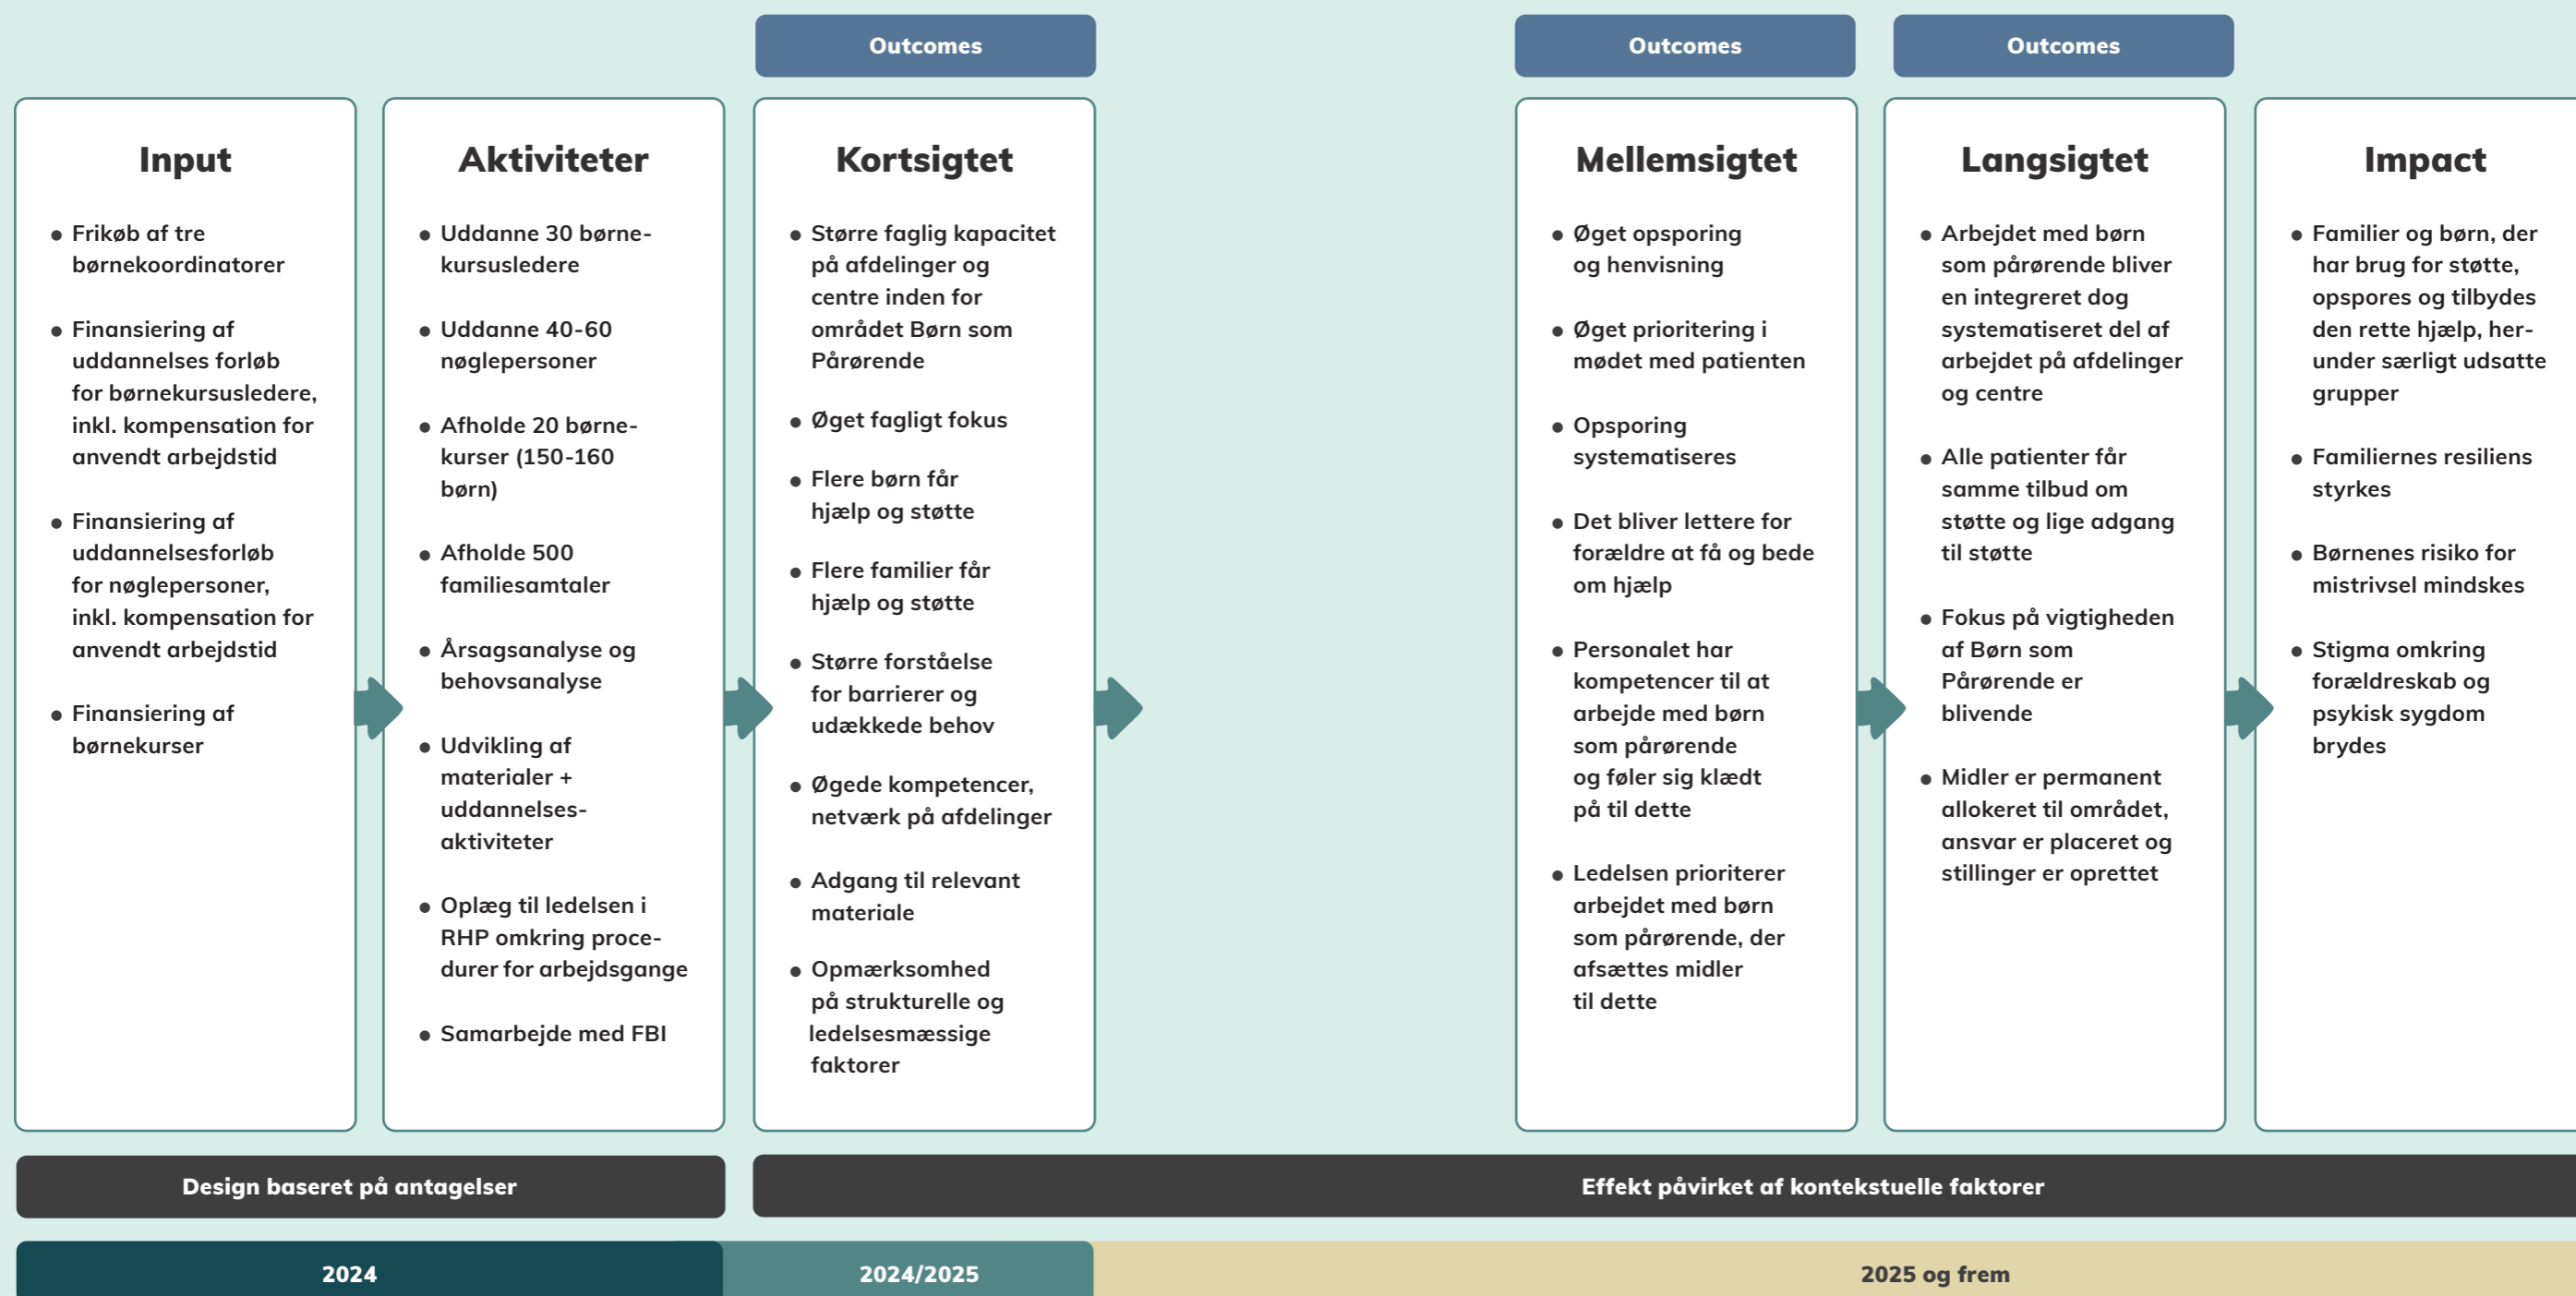 Outcomes
Outcomes
Outcomes
Input
Frikøb af tre
børnekoordinatorer
Finansiering af
uddannelses forløb
for børnekursusledere,
inkl. kompensation for
anvendt arbejdstid
Finansiering af
uddannelsesforløb
for nøglepersoner,
inkl. kompensation for
anvendt arbejdstid
Finansiering af
børnekurser
Aktiviteter
Uddanne 30 børne-
kursusledere
Uddanne 40-60
nøglepersoner
Afholde 20 børne-
kurser (150-160
børn)
Afholde 500
familiesamtaler
Årsagsanalyse og
behovsanalyse
Udvikling af
materialer +
uddannelses-
aktiviteter
Oplæg til ledelsen i
RHP omkring proce-
durer for arbejdsgange
Samarbejde med FBI
Kortsigtet
Større faglig kapacitet
på afdelinger og
centre inden for
området Børn som
Pårørende
Øget fagligt fokus
Flere børn får
hjælp og støtte
Flere familier får
hjælp og støtte
Større forståelse
for barrierer og
udækkede behov
Øgede kompetencer,
netværk på afdelinger
Adgang til relevant
materiale
Opmærksomhed
på strukturelle og
ledelsesmæssige
faktorer
Mellemsigtet
Øget opsporing
og henvisning
Øget prioritering i
mødet med patienten
Opsporing
systematiseres
Det bliver lettere for
forældre at få og bede
om hjælp
Personalet har
kompetencer til at
arbejde med børn
som pårørende
og føler sig klædt
på til dette
Ledelsen prioriterer
arbejdet med børn
som pårørende, der
afsættes midler
til dette
Langsigtet
Arbejdet med børn
som pårørende bliver
en integreret dog
systematiseret del af
arbejdet på afdelinger
og centre
Alle patienter får
samme tilbud om
støtte og lige adgang
til støtte
Fokus på vigtigheden
af Børn som
Pårørende er
blivende
Midler er permanent
allokeret til området,
ansvar er placeret og
stillinger er oprettet
Impact
Familier og børn, der
har brug for støtte,
opspores og tilbydes
den rette hjælp, her-
under særligt udsatte
grupper
Familiernes resiliens
styrkes
Børnenes risiko for
mistrivsel mindskes
Stigma omkring
forældreskab og
psykisk sygdom
brydes
Design baseret på antagelser
Effekt påvirket af kontekstuelle faktorer
2024
2024/2025
2025 og frem